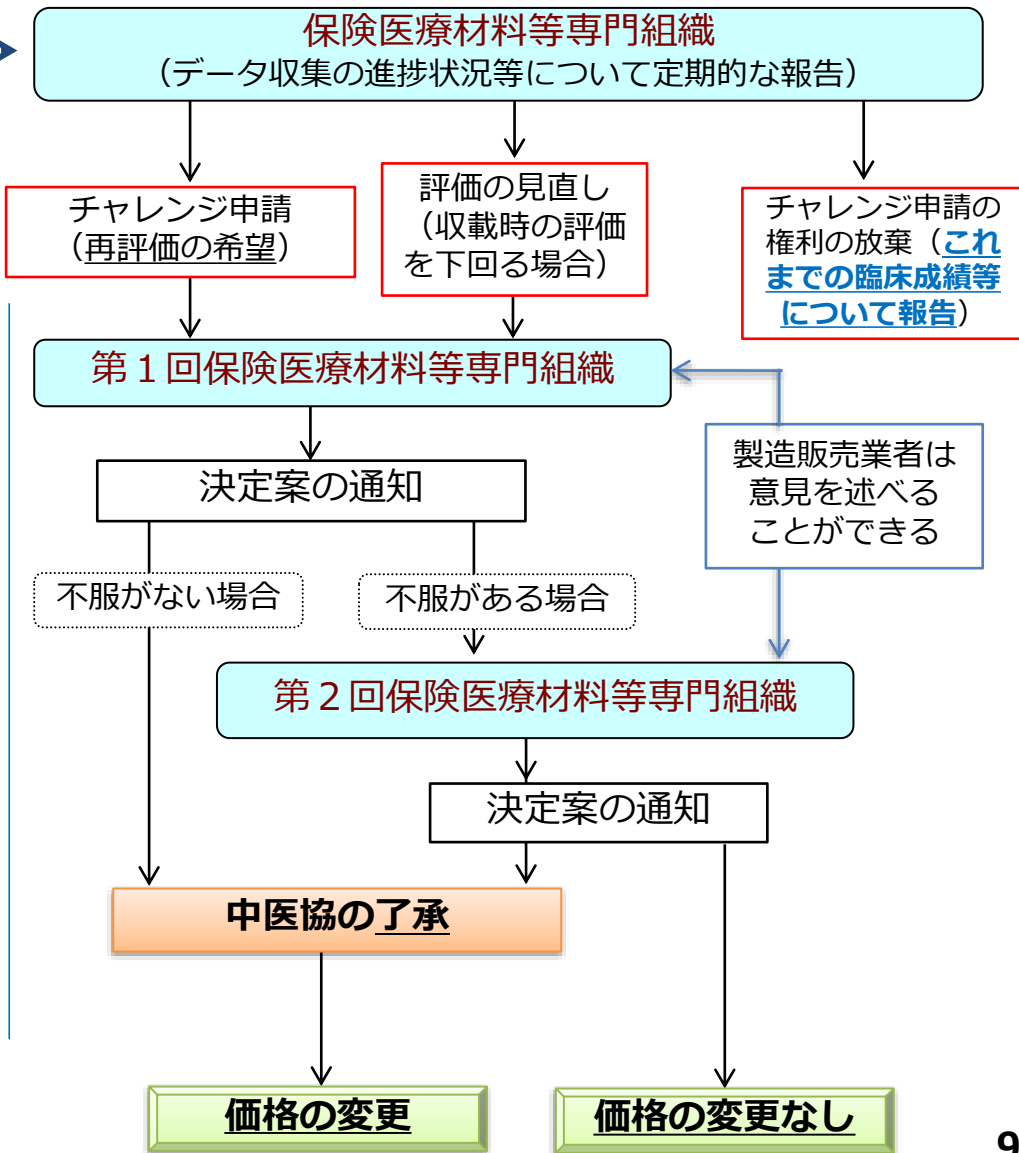 保険医療材料等専門組織
（データ収集の進捗状況等について定期的な報告）
チャレンジ申請
（再評価の希望）
評価の見直し
（収載時の評価
を下回る場合）
チャレンジ申請の
権利の放棄（これ
までの臨床成績等
について報告）
第１回保険医療材料等専門組織
決定案の通知
製造販売業者は
意見を述べる
ことができる
不服がない場合
不服がある場合
第２回保険医療材料等専門組織
決定案の通知
中医協の了承
価格の変更
価格の変更なし
9